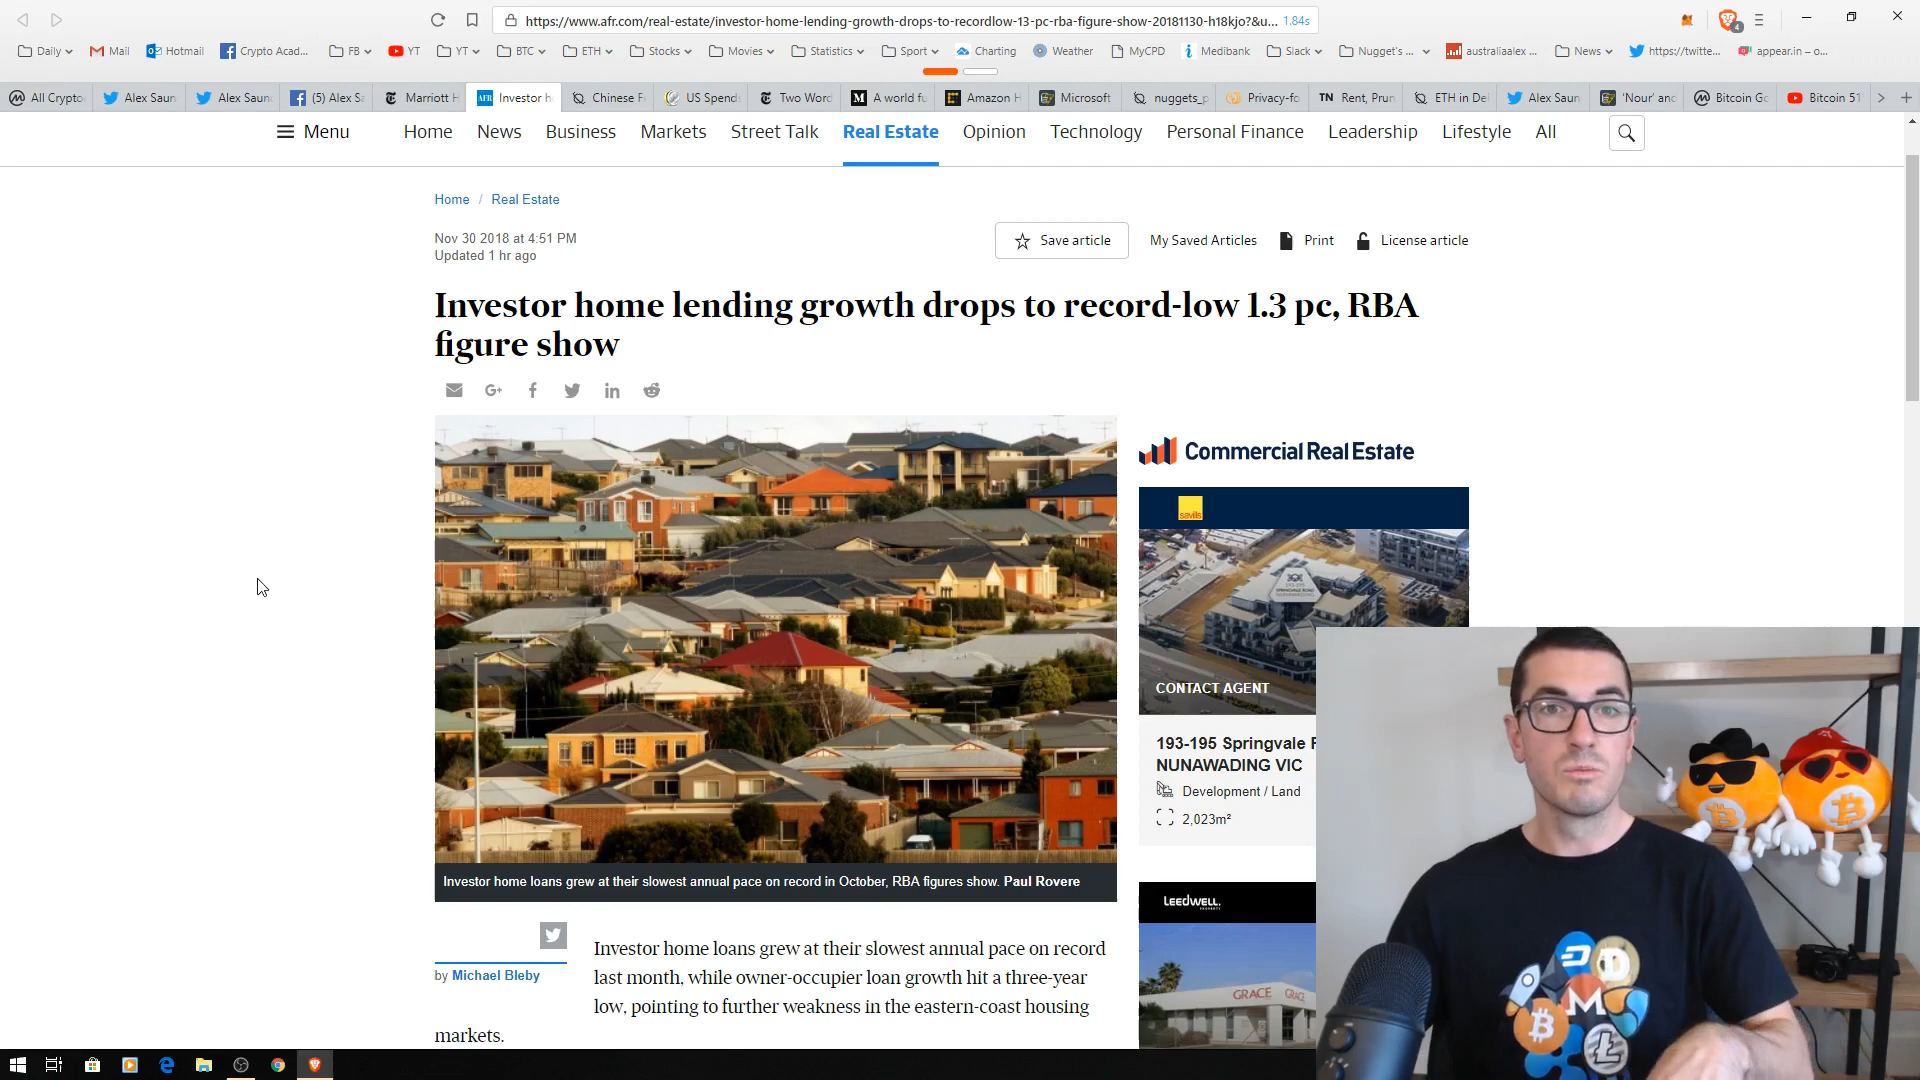 https://www.afr.com/real-estate/investor-home-lending-growth-drops-to-recordlow-13-pc-rba-figure-show-20181130-h18kjo?&u... 1.84s
4
Daily Mail Hotmail Crypto Acad... FB YT YT BTC ETH Stocks Movies Statistics Sport Charting Weather MyCPD Medibank Slack Nugget's ... australiaalex ... News https://twitte... appear.in – o...
All Crypto Alex Saun Alex Saun (5) Alex Sa Marriott H Investor h Chinese F US Spend Two Word A world fu Amazon H Microsoft nuggets_p Privacy-fo Rent, Prun ETH in De Alex Saun 'Nour' and Bitcoin Go Bitcoin 51
Menu Home News Business Markets Street Talk Real Estate Opinion Technology Personal Finance Leadership Lifestyle All
Home / Real Estate
Nov 30 2018 at 4:51 PM
Updated 1 hr ago
Save article My Saved Articles Print License article
Investor home lending growth drops to record-low 1.3 pc, RBA
figure show
Commercial Real Estate
savills
CONTACT AGENT
193-195 Springvale
NUNAWADING VIC
Development / Land
2,023m²
Investor home loans grew at their slowest annual pace on record in October, RBA figures show. Paul Rovere
LEEDWELL.
PROPERTY
GRACE
by Michael Bleby
Investor home loans grew at their slowest annual pace on record
last month, while owner-occupier loan growth hit a three-year
low, pointing to further weakness in the eastern-coast housing
markets.